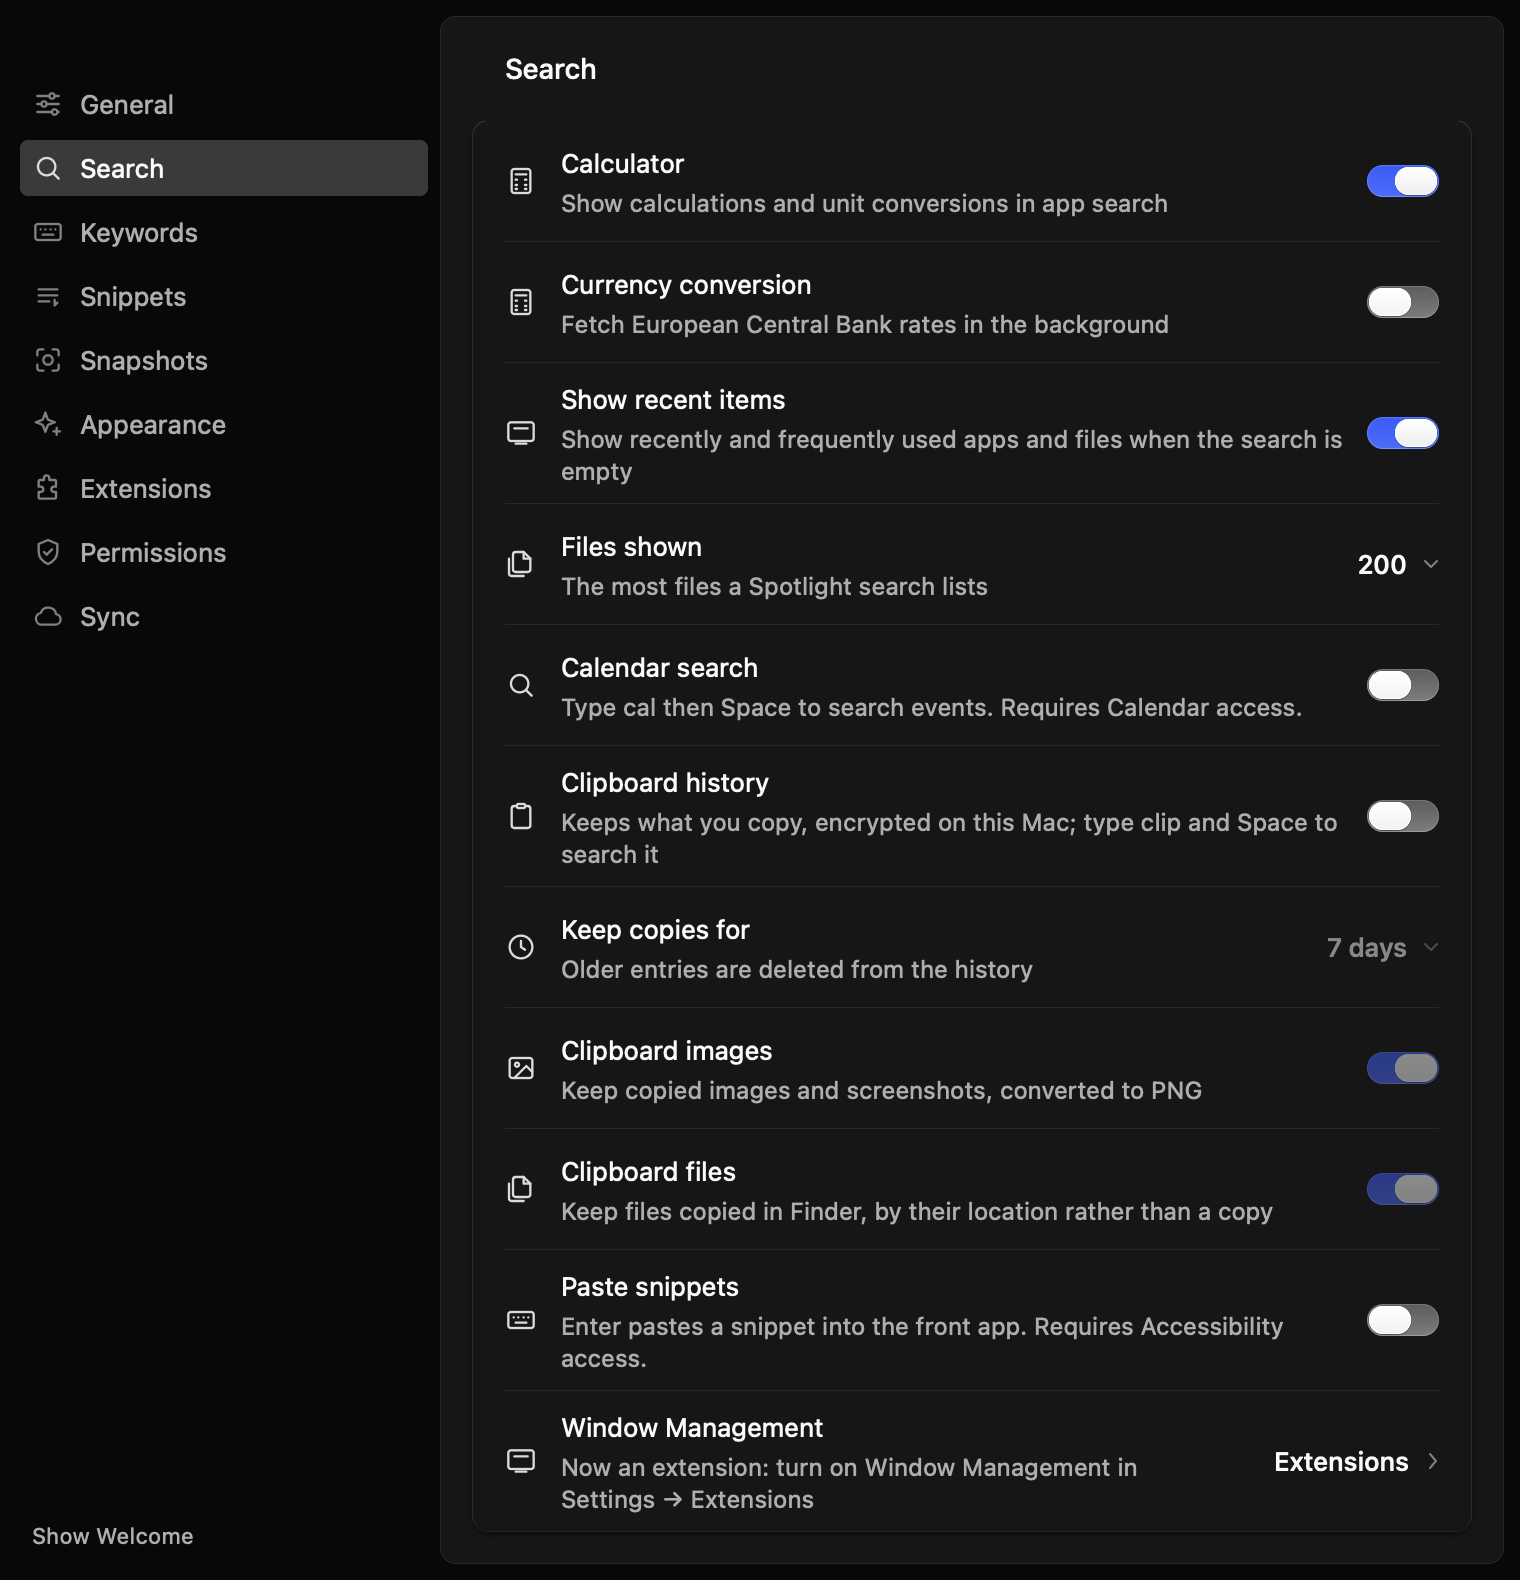 General
Search
Keywords
Snippets
Snapshots
Appearance
Extensions
Permissions
Sync
Show Welcome
Search
Calculator
Show calculations and unit conversions in app search
Currency conversion
Fetch European Central Bank rates in the background
Show recent items
Show recently and frequently used apps and files when the search is
empty
Files shown
The most files a Spotlight search lists
200
Calendar search
Type cal then Space to search events. Requires Calendar access.
Clipboard history
Keeps what you copy, encrypted on this Mac; type clip and Space to
search it
Keep copies for
Older entries are deleted from the history
7 days
Clipboard images
Keep copied images and screenshots, converted to PNG
Clipboard files
Keep files copied in Finder, by their location rather than a copy
Paste snippets
Enter pastes a snippet into the front app. Requires Accessibility
access.
Window Management
Now an extension: turn on Window Management in
Settings → Extensions
Extensions